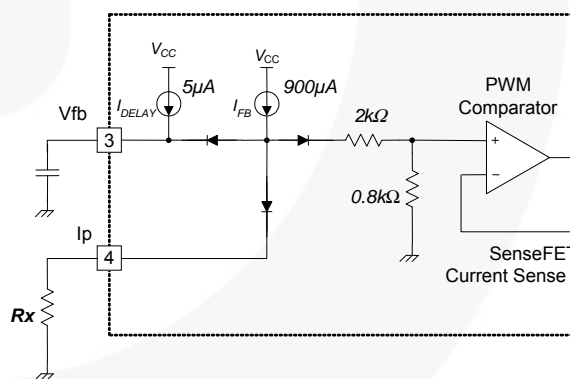 VCC VCC
5µA 900µA
IDELAY IFB
PWM
Comparator
Vfb
3
2kΩ
+
−
0.8kΩ
Ip
4
SenseFET
Current Sense
Rx